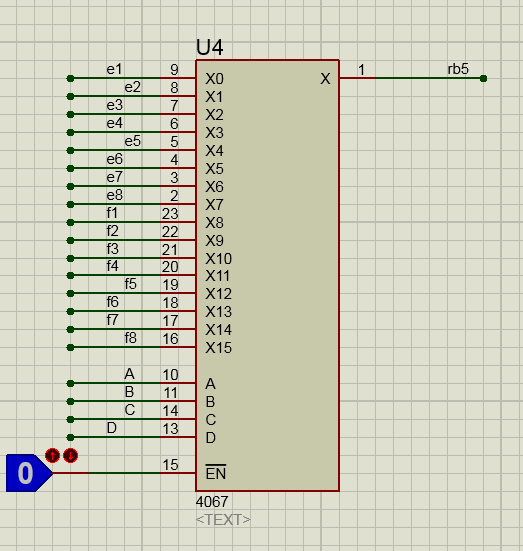 U4
e1 9 X0 X 1 rb5
e2 8 X1
e3 7 X2
e4 6 X3
e5 5 X4
e6 4 X5
e7 3 X6
e8 2 X7
f1 23 X8
f2 22 X9
f3 21 X10
f4 20 X11
f5 19 X12
f6 18 X13
f7 17 X14
f8 16 X15
A 10 A
B 11 B
C 14 C
D 13 D
0 15 EN
4067
<TEXT>